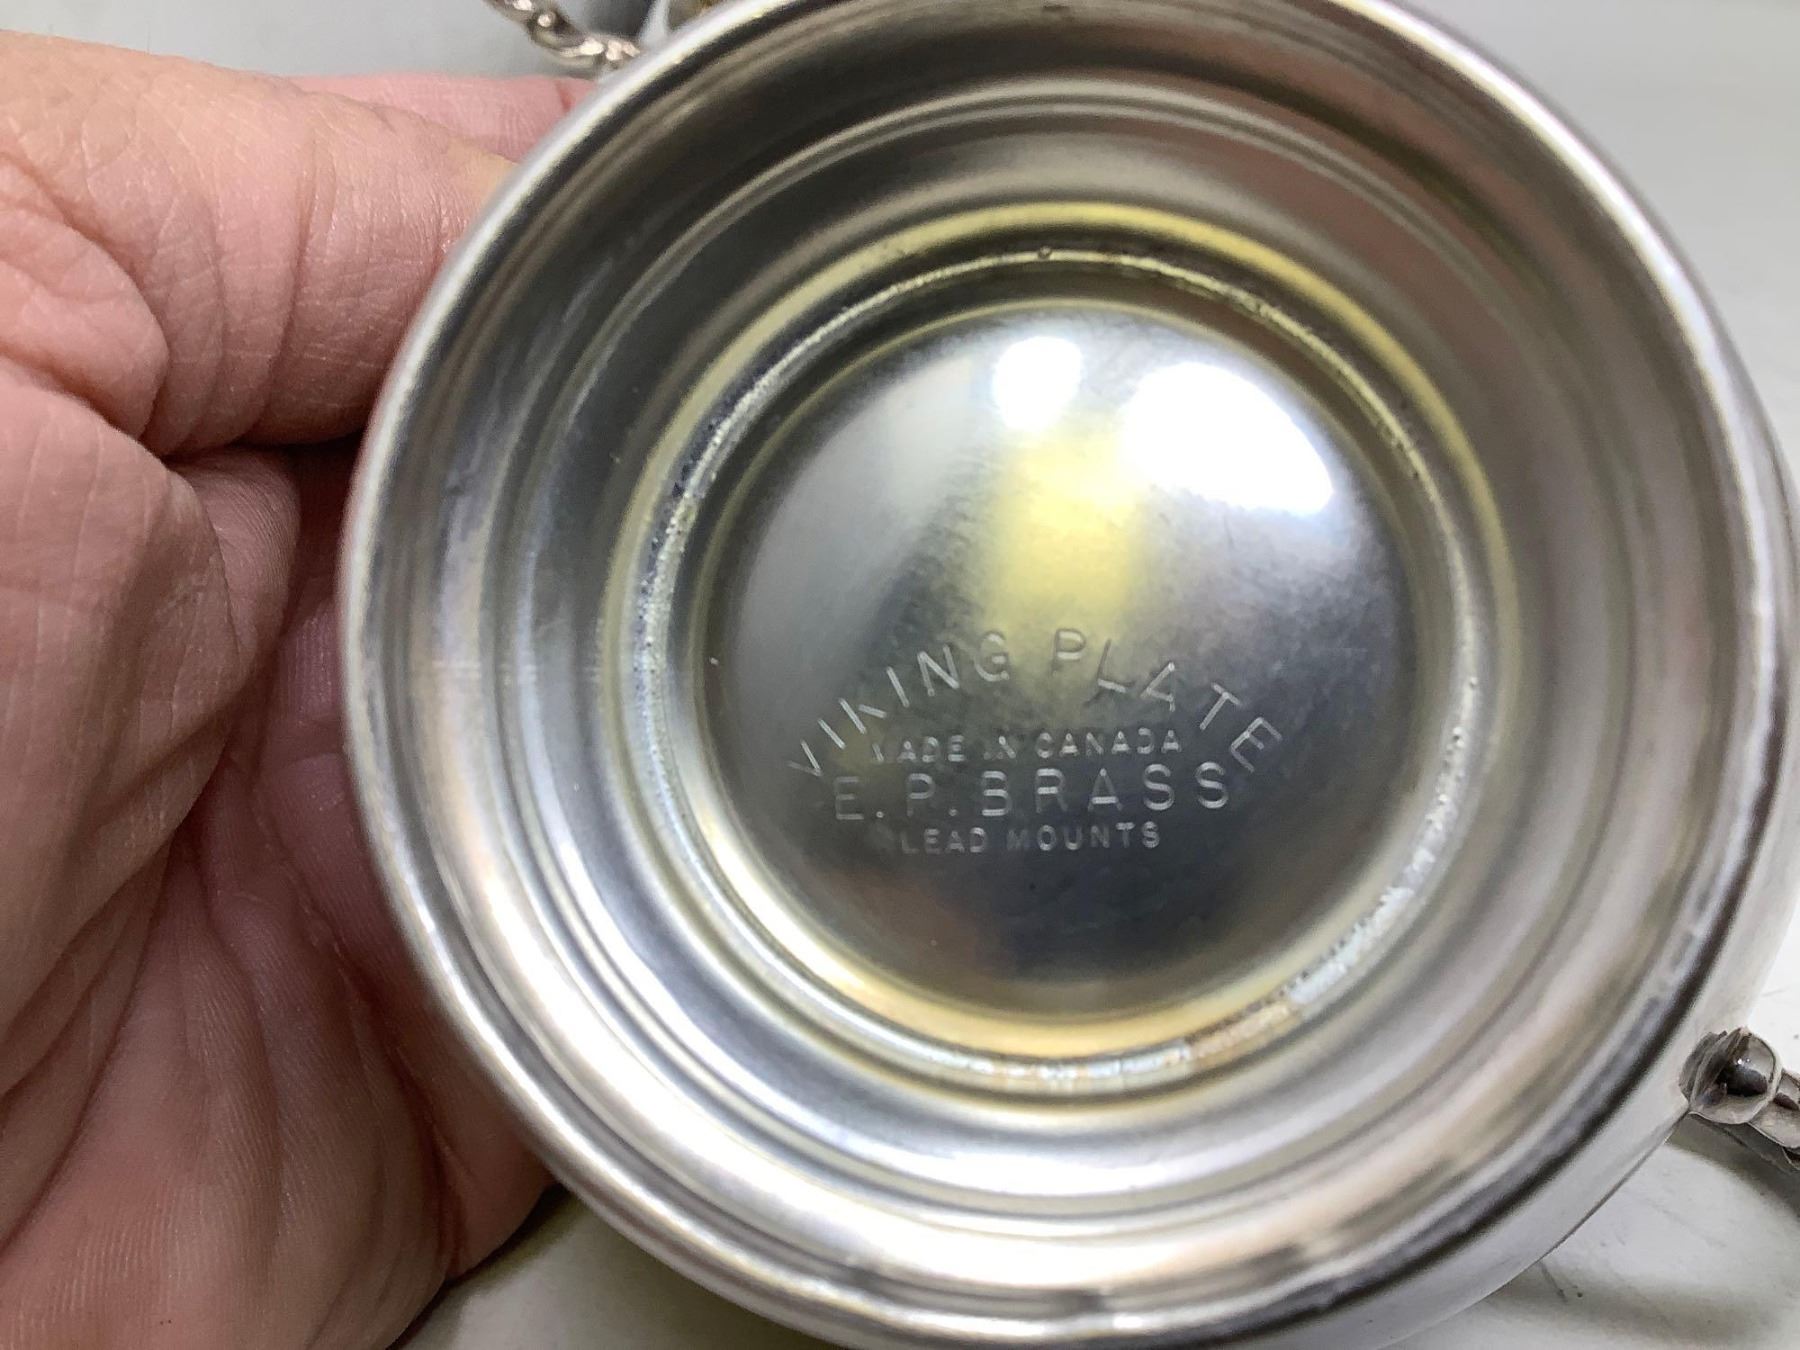 VIKING PLATE
MADE IN CANADA
E.P.BRASS
LEAD MOUNTS